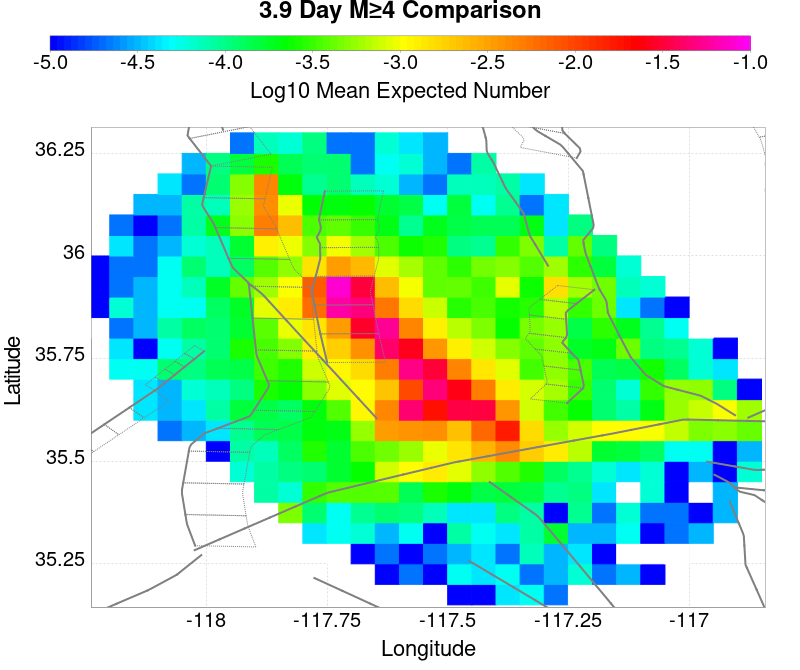 3.9 Day M≥4 Comparison
-5.0 -4.5 -4.0 -3.5 -3.0 -2.5 -2.0 -1.5 -1.0
Log10 Mean Expected Number
36.25
36
35.75
35.5
35.25
Latitude
-118 -117.75 -117.5 -117.25 -117
Longitude